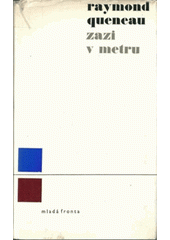 raymond
queneau
zazi
v metru
mladá fronta